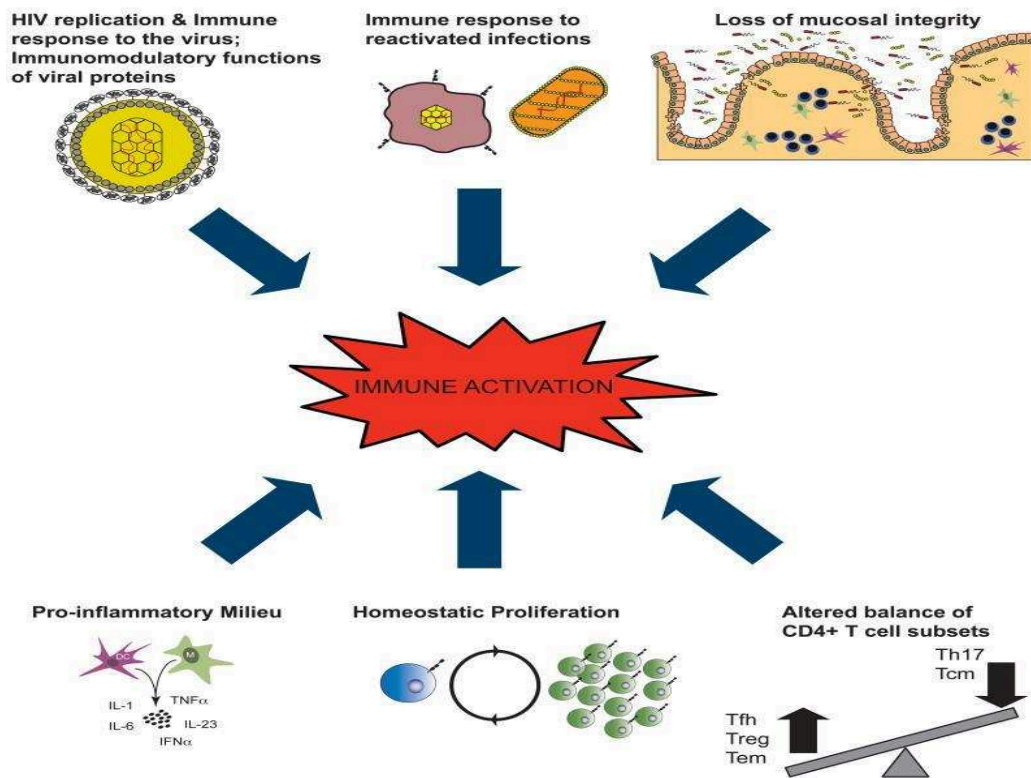 HIV replication & Immune
response to the virus;
Immunomodulatory functions
of viral proteins
Immune response to
reactivated infections
Loss of mucosal integrity
IMMUNE ACTIVATION
Pro-inflammatory Milieu
DC
M
IL-1
TNFα
IL-6
IL-23
IFNα
Homeostatic Proliferation
Altered balance of
CD4+ T cell subsets
Th17
Tcm
Tfh
Treg
Tem